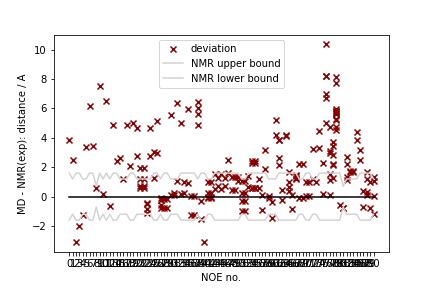 deviation
NMR upper bound
NMR lower bound
MD - NMR(exp): distance / A
10
8
6
4
2
0
−2
NOE no.